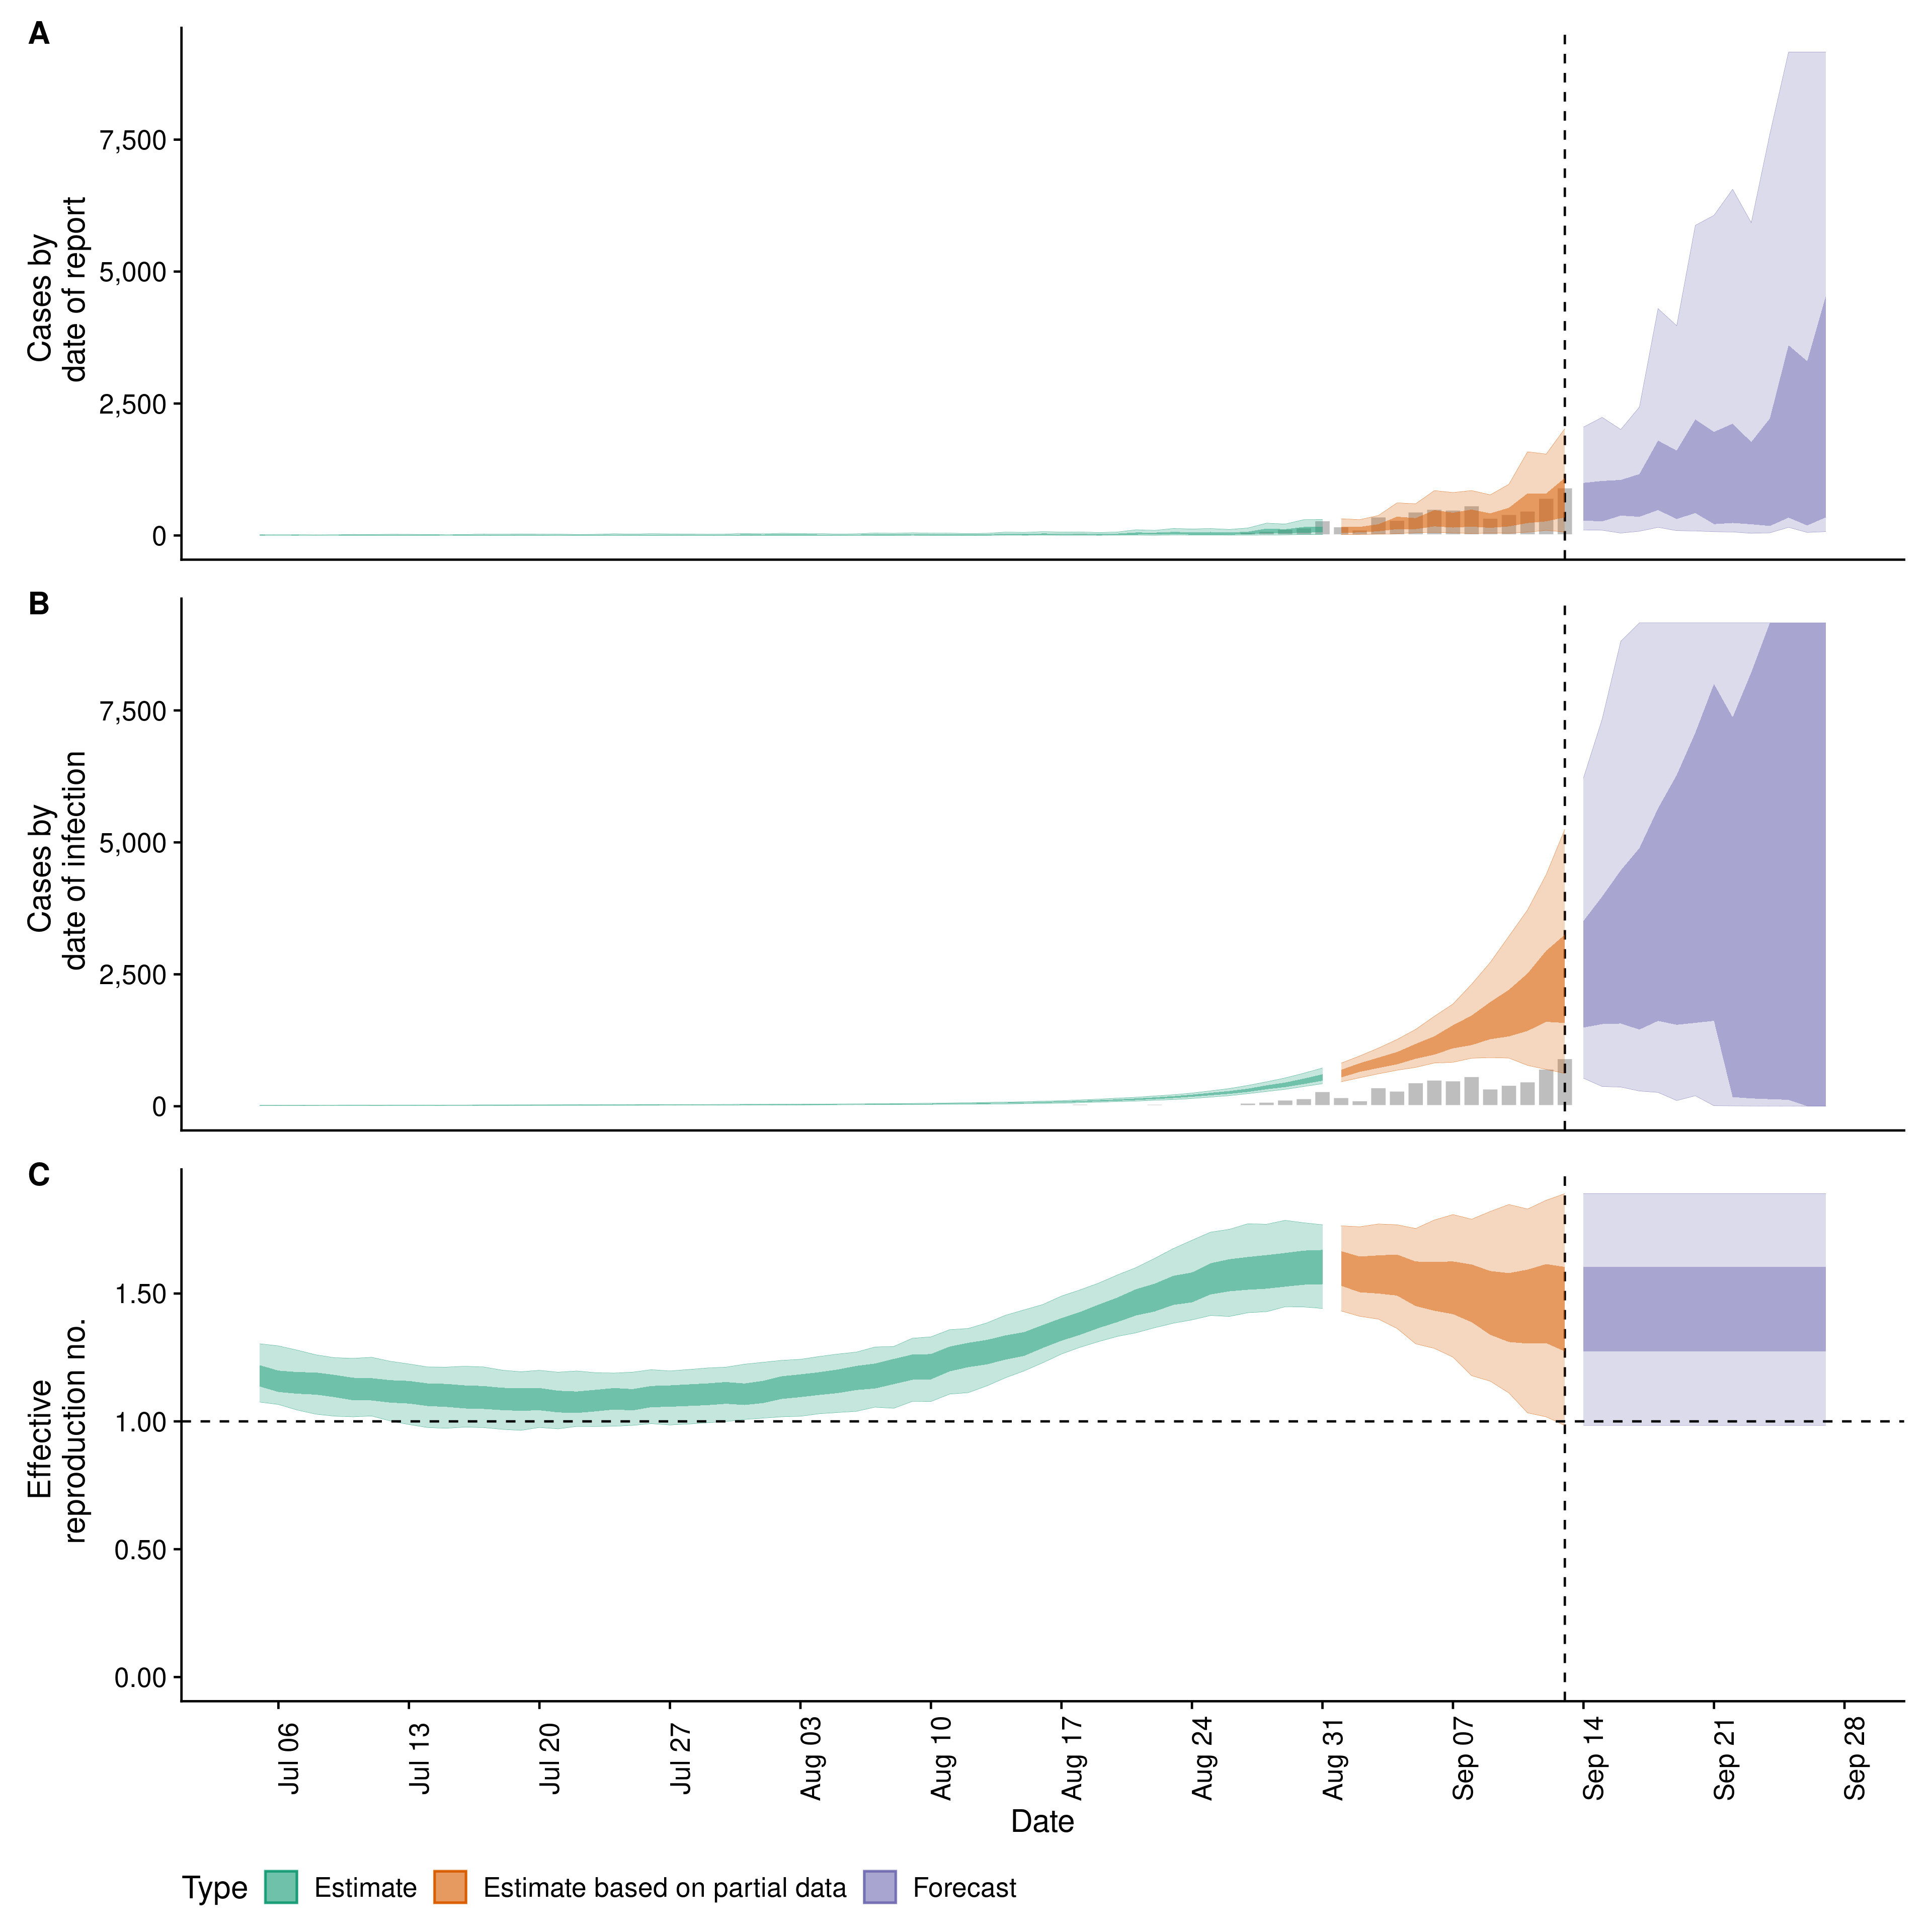 A
Cases by
date of report
7,500
5,000
2,500
0
B
Cases by
date of infection
7,500
5,000
2,500
0
C
Effective
reproduction no.
1.50
1.00
0.50
0.00
Jul 06
Jul 13
Jul 20
Jul 27
Aug 03
Aug 10
Aug 17
Aug 24
Aug 31
Sep 07
Sep 14
Sep 21
Sep 28
Date
Type Estimate Estimate based on partial data Forecast